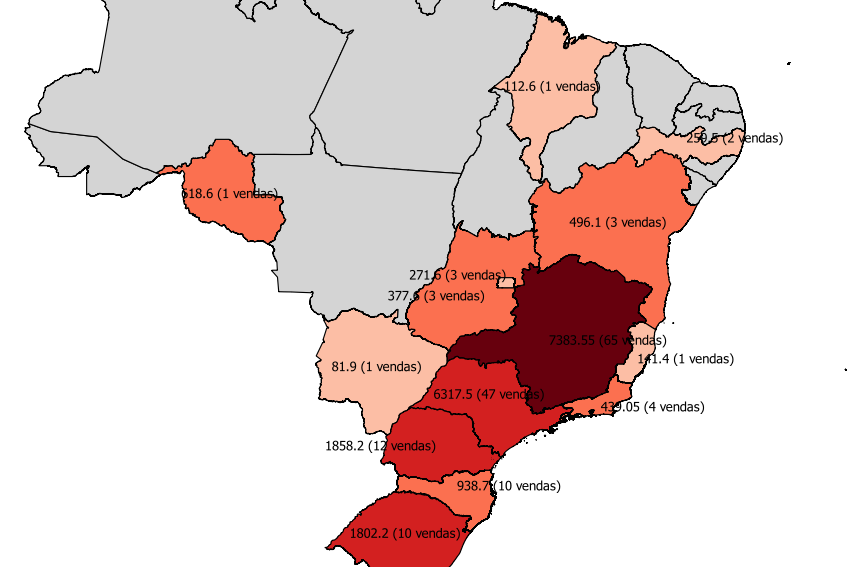 112.6 (1 vendas)
259.5 (2 vendas)
618.6 (1 vendas)
496.1 (3 vendas)
271.6 (3 vendas)
377.6 (3 vendas)
7383.55 (65 vendas)
141.4 (1 vendas)
81.9 (1 vendas)
6317.5 (47 vendas)
439.05 (4 vendas)
1858.2 (12 vendas)
938.7 (10 vendas)
1802.2 (10 vendas)